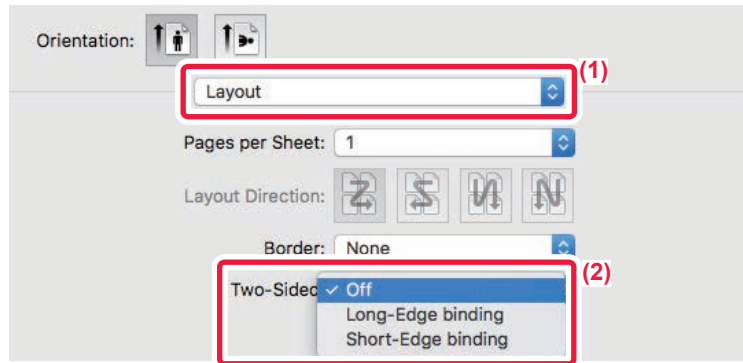 Orientation:
(1)
Layout
Pages per Sheet: 1
Layout Direction:
Border: None
(2)
Two-Sided ✓ Off
Long-Edge binding
Short-Edge binding